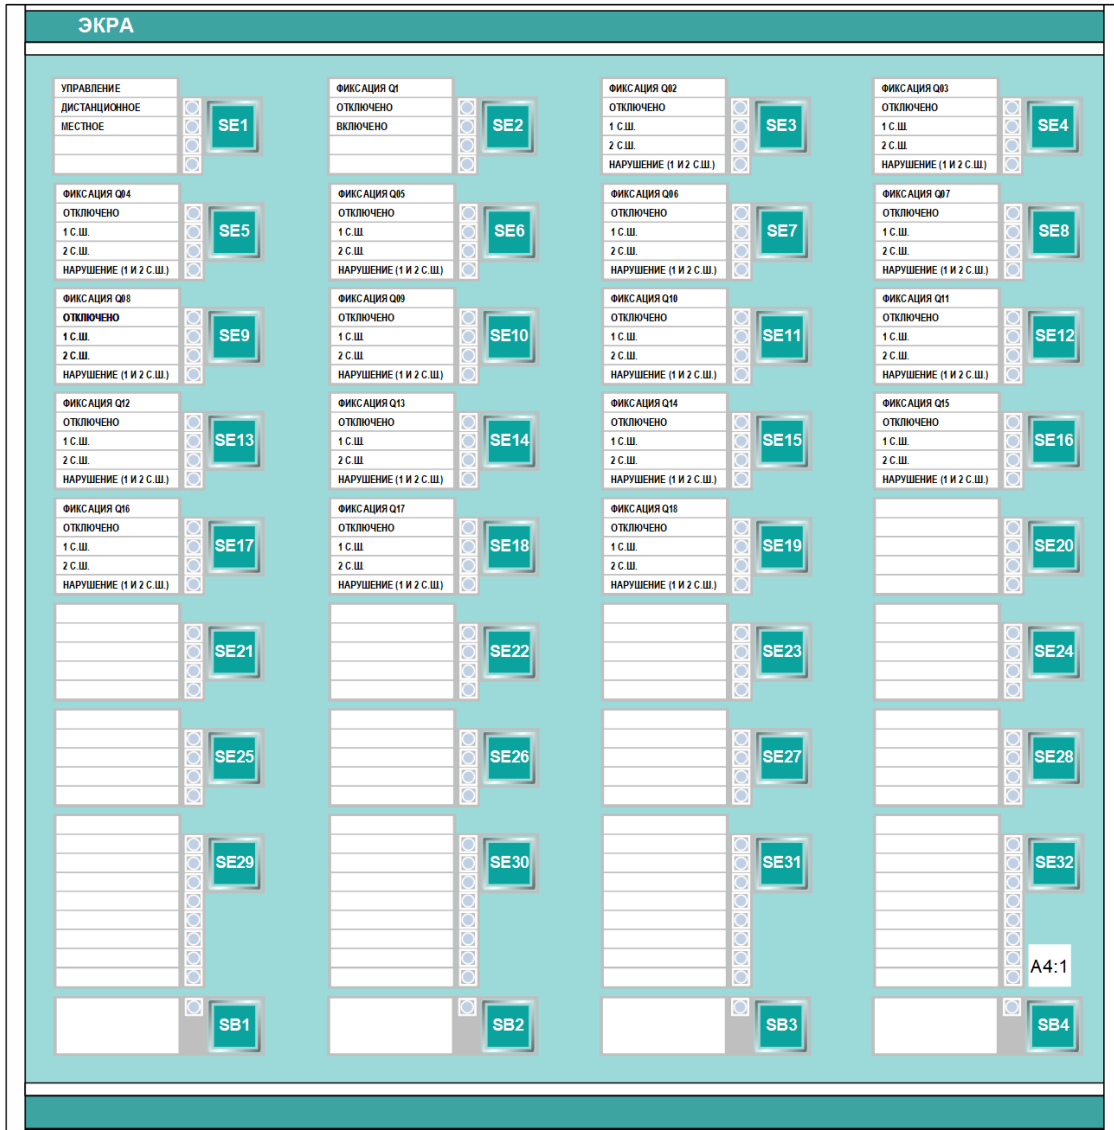 ЭКРА
УПРАВЛЕНИЕ
ДИСТАНЦИОННОЕ
МЕСТНОЕ
SE1
ФИКСАЦИЯ Q1
ОТКЛЮЧЕНО
ВКЛЮЧЕНО
SE2
ФИКСАЦИЯ Q02
ОТКЛЮЧЕНО
1 С.Ш.
2 С.Ш.
НАРУШЕНИЕ (1 И 2 С.Ш.)
SE3
ФИКСАЦИЯ Q03
ОТКЛЮЧЕНО
1 С.Ш.
2 С.Ш.
НАРУШЕНИЕ (1 И 2 С.Ш.)
SE4
ФИКСАЦИЯ Q04
ОТКЛЮЧЕНО
1 С.Ш.
2 С.Ш.
НАРУШЕНИЕ (1 И 2 С.Ш.)
SE5
ФИКСАЦИЯ Q05
ОТКЛЮЧЕНО
1 С.Ш.
2 С.Ш.
НАРУШЕНИЕ (1 И 2 С.Ш.)
SE6
ФИКСАЦИЯ Q06
ОТКЛЮЧЕНО
1 С.Ш.
2 С.Ш.
НАРУШЕНИЕ (1 И 2 С.Ш.)
SE7
ФИКСАЦИЯ Q07
ОТКЛЮЧЕНО
1 С.Ш.
2 С.Ш.
НАРУШЕНИЕ (1 И 2 С.Ш.)
SE8
ФИКСАЦИЯ Q08
ОТКЛЮЧЕНО
1 С.Ш.
2 С.Ш.
НАРУШЕНИЕ (1 И 2 С.Ш.)
SE9
ФИКСАЦИЯ Q09
ОТКЛЮЧЕНО
1 С.Ш.
2 С.Ш.
НАРУШЕНИЕ (1 И 2 С.Ш.)
SE10
ФИКСАЦИЯ Q10
ОТКЛЮЧЕНО
1 С.Ш.
2 С.Ш.
НАРУШЕНИЕ (1 И 2 С.Ш.)
SE11
ФИКСАЦИЯ Q11
ОТКЛЮЧЕНО
1 С.Ш.
2 С.Ш.
НАРУШЕНИЕ (1 И 2 С.Ш.)
SE12
ФИКСАЦИЯ Q12
ОТКЛЮЧЕНО
1 С.Ш.
2 С.Ш.
НАРУШЕНИЕ (1 И 2 С.Ш.)
SE13
ФИКСАЦИЯ Q13
ОТКЛЮЧЕНО
1 С.Ш.
2 С.Ш.
НАРУШЕНИЕ (1 И 2 С.Ш.)
SE14
ФИКСАЦИЯ Q14
ОТКЛЮЧЕНО
1 С.Ш.
2 С.Ш.
НАРУШЕНИЕ (1 И 2 С.Ш.)
SE15
ФИКСАЦИЯ Q15
ОТКЛЮЧЕНО
1 С.Ш.
2 С.Ш.
НАРУШЕНИЕ (1 И 2 С.Ш.)
SE16
ФИКСАЦИЯ Q16
ОТКЛЮЧЕНО
1 С.Ш.
2 С.Ш.
НАРУШЕНИЕ (1 И 2 С.Ш.)
SE17
ФИКСАЦИЯ Q17
ОТКЛЮЧЕНО
1 С.Ш.
2 С.Ш.
НАРУШЕНИЕ (1 И 2 С.Ш.)
SE18
ФИКСАЦИЯ Q18
ОТКЛЮЧЕНО
1 С.Ш.
2 С.Ш.
НАРУШЕНИЕ (1 И 2 С.Ш.)
SE19
SE20
SE21
SE22
SE23
SE24
SE25
SE26
SE27
SE28
SE29
SE30
SE31
SE32
A4:1
SB1
SB2
SB3
SB4